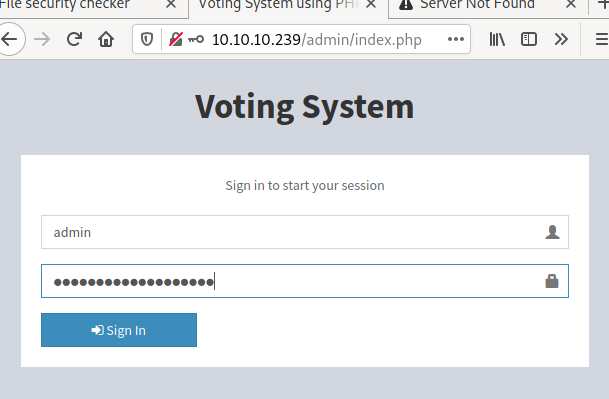 File security checker Voting System using PH Server Not Found
10.10.10.239/admin/index.php
Voting System
Sign in to start your session
admin
Sign In